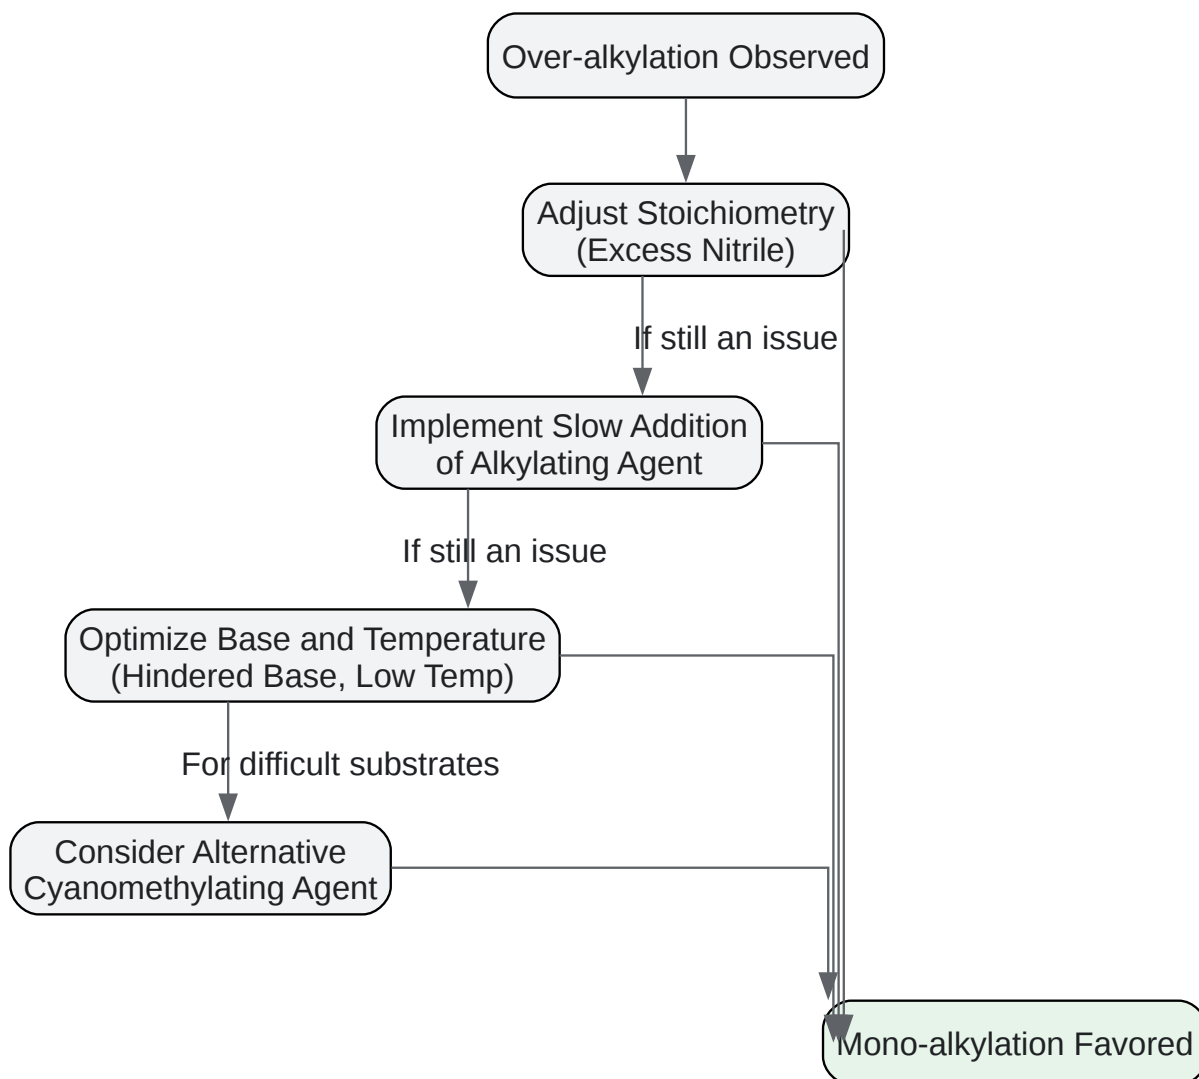 Over-alkylation Observed
Adjust Stoichiometry
(Excess Nitrile)
If still an issue
Implement Slow Addition
of Alkylating Agent
If still an issue
Optimize Base and Temperature
(Hindered Base, Low Temp)
For difficult substrates
Consider Alternative
Cyanomethylating Agent
Mono-alkylation Favored